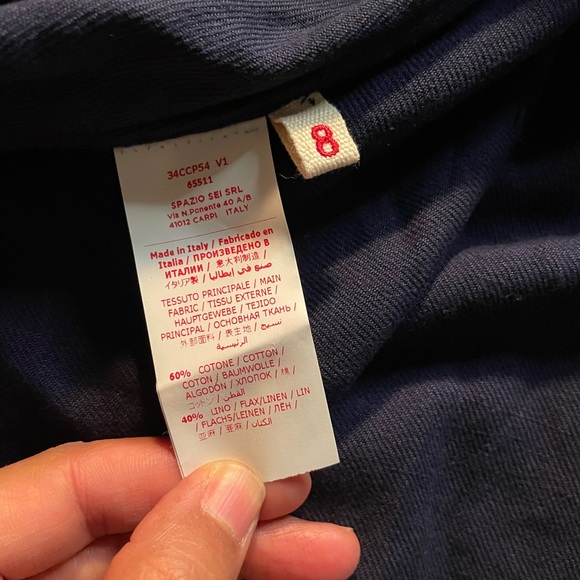 8
34CCP54 V1
65511
SPAZIO SEI SRL
Via N.Ponente 40 A/B
41012 CARPI ITALY
Made in Italy / Fabricado en
Italia / ПРОИЗВЕДЕНО В
ИТАЛИИ / 意大利制造 /
イタリア製 / صنع في إيطاليا
TESSUTO PRINCIPALE / MAIN
FABRIC / TISSU EXTERNE /
HAUPTGEWEBE / TEJIDO
PRINCIPAL / ОСНОВНАЯ ТКАНЬ /
外部面料 / 表生地 / نسيج
الرئيسية
60% COTONE / COTTON /
COTON / BAUMWOLLE /
ALGODÓN / ХЛОПОК / 棉 /
コットン / القطن
40% LINO / FLAX/LINEN / LIN
/ FLACHS/LEINEN / ЛЁН /
亚麻 / 亜麻 / الكتان